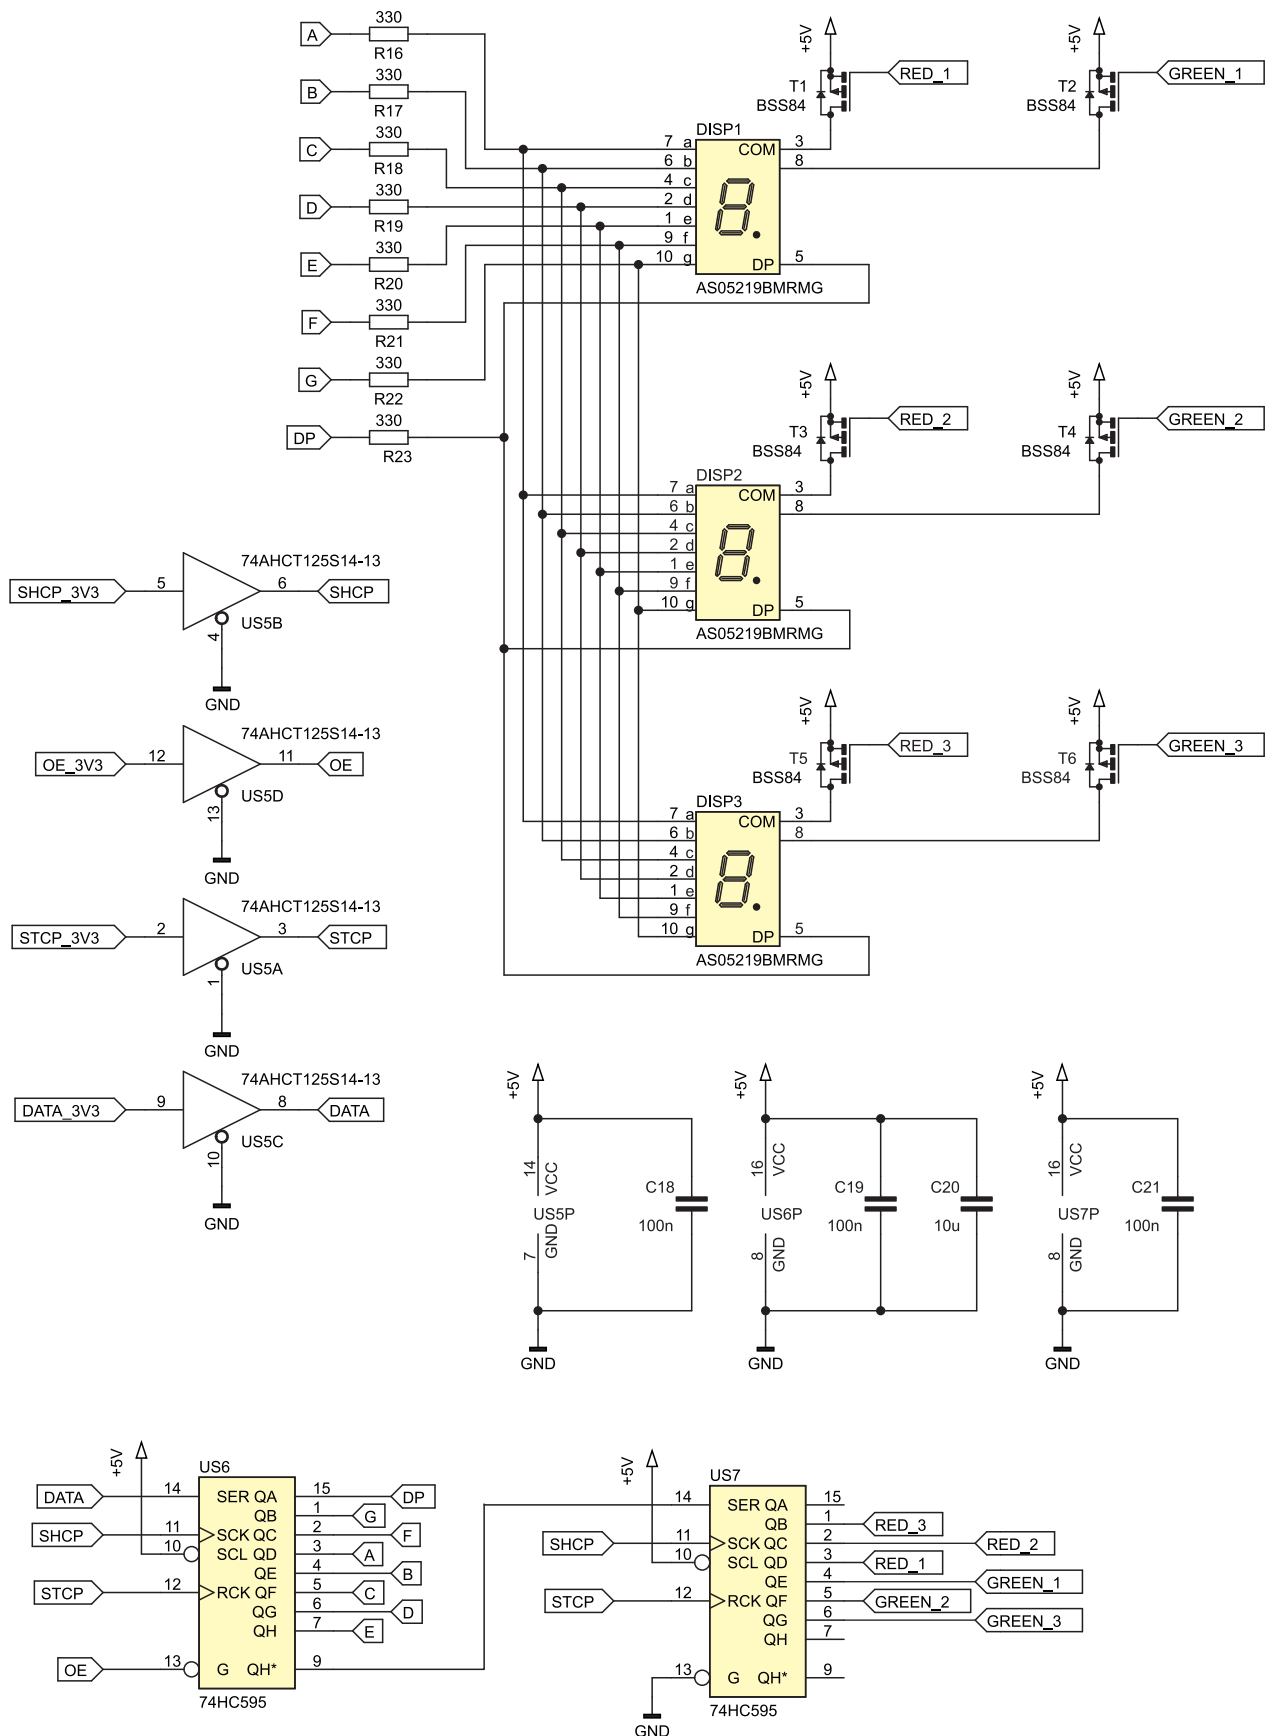 A
330
R16
B
330
R17
C
330
R18
D
330
R19
E
330
R20
F
330
R21
G
330
R22
DP
330
R23
+5V
T1
BSS84
RED_1
+5V
T2
BSS84
GREEN_1
DISP1
7 a
6 b
4 c
2 d
1 e
9 f
10 g
COM 3
8
DP 5
AS05219BMRMG
+5V
T3
BSS84
RED_2
+5V
T4
BSS84
GREEN_2
DISP2
7 a
6 b
4 c
2 d
1 e
9 f
10 g
COM 3
8
DP 5
AS05219BMRMG
+5V
T5
BSS84
RED_3
+5V
T6
BSS84
GREEN_3
DISP3
7 a
6 b
4 c
2 d
1 e
9 f
10 g
COM 3
8
DP 5
AS05219BMRMG
74AHCT125S14-13
SHCP_3V3 5 6 SHCP
US5B
4
GND
74AHCT125S14-13
OE_3V3 12 11 OE
US5D
13
GND
74AHCT125S14-13
STCP_3V3 2 3 STCP
US5A
1
GND
74AHCT125S14-13
DATA_3V3 9 8 DATA
US5C
10
GND
+5V
14 VCC
US5P
7 GND
C18
100n
GND
+5V
16 VCC
US6P
8 GND
C19
100n
C20
10u
GND
+5V
16 VCC
US7P
8 GND
C21
100n
GND
+5V
US6
DATA 14 SER QA 15 DP
QB 1 G
SHCP 11 SCK QC 2 F
10 SCL QD 3 A
QE 4 B
STCP 12 RCK QF 5 C
QG 6 D
QH 7 E
OE 13 G QH* 9
74HC595
+5V
US7
14 SER QA 15
QB 1 RED_3
SHCP 11 SCK QC 2 RED_2
10 SCL QD 3 RED_1
QE 4 GREEN_1
STCP 12 RCK QF 5 GREEN_2
QG 6 GREEN_3
QH 7
13 G QH* 9
74HC595
GND